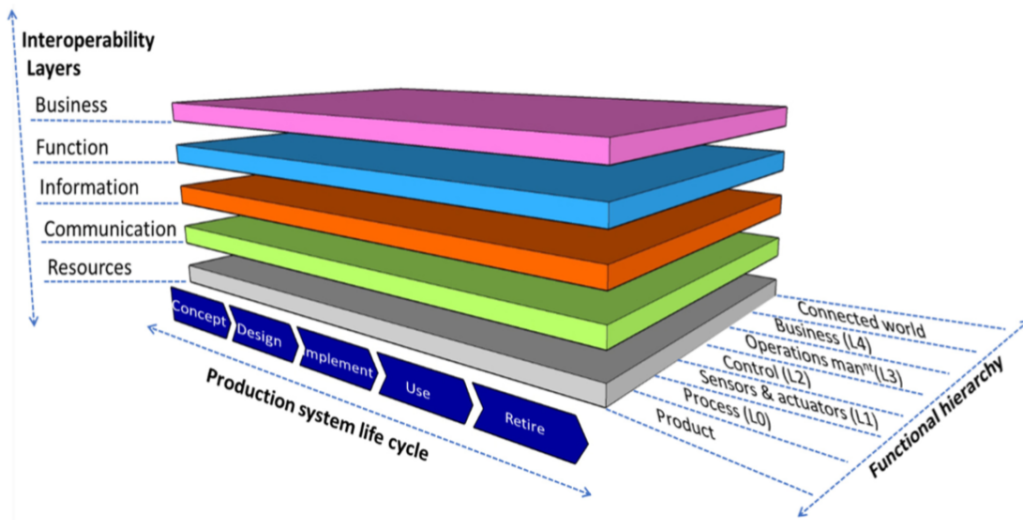 Interoperability
Layers
Business
Function
Information
Communication
Resources
Concept
Design
mplement
Use
Retire
Production system life cycle
Connected world
Business (L4)
Operations manⁿᵗ(L3)
Control (L2)
Sensors & actuators (L1)
Process (L0)
Product
Functional hierarchy